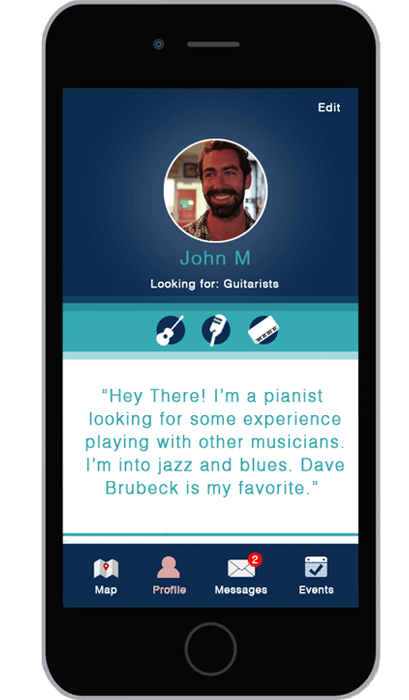 Edit
John M
Looking for: Guitarists
“Hey There! I’m a pianist
looking for some experience
playing with other musicians.
I’m into jazz and blues. Dave
Brubeck is my favorite.”
2
Map Profile Messages Events